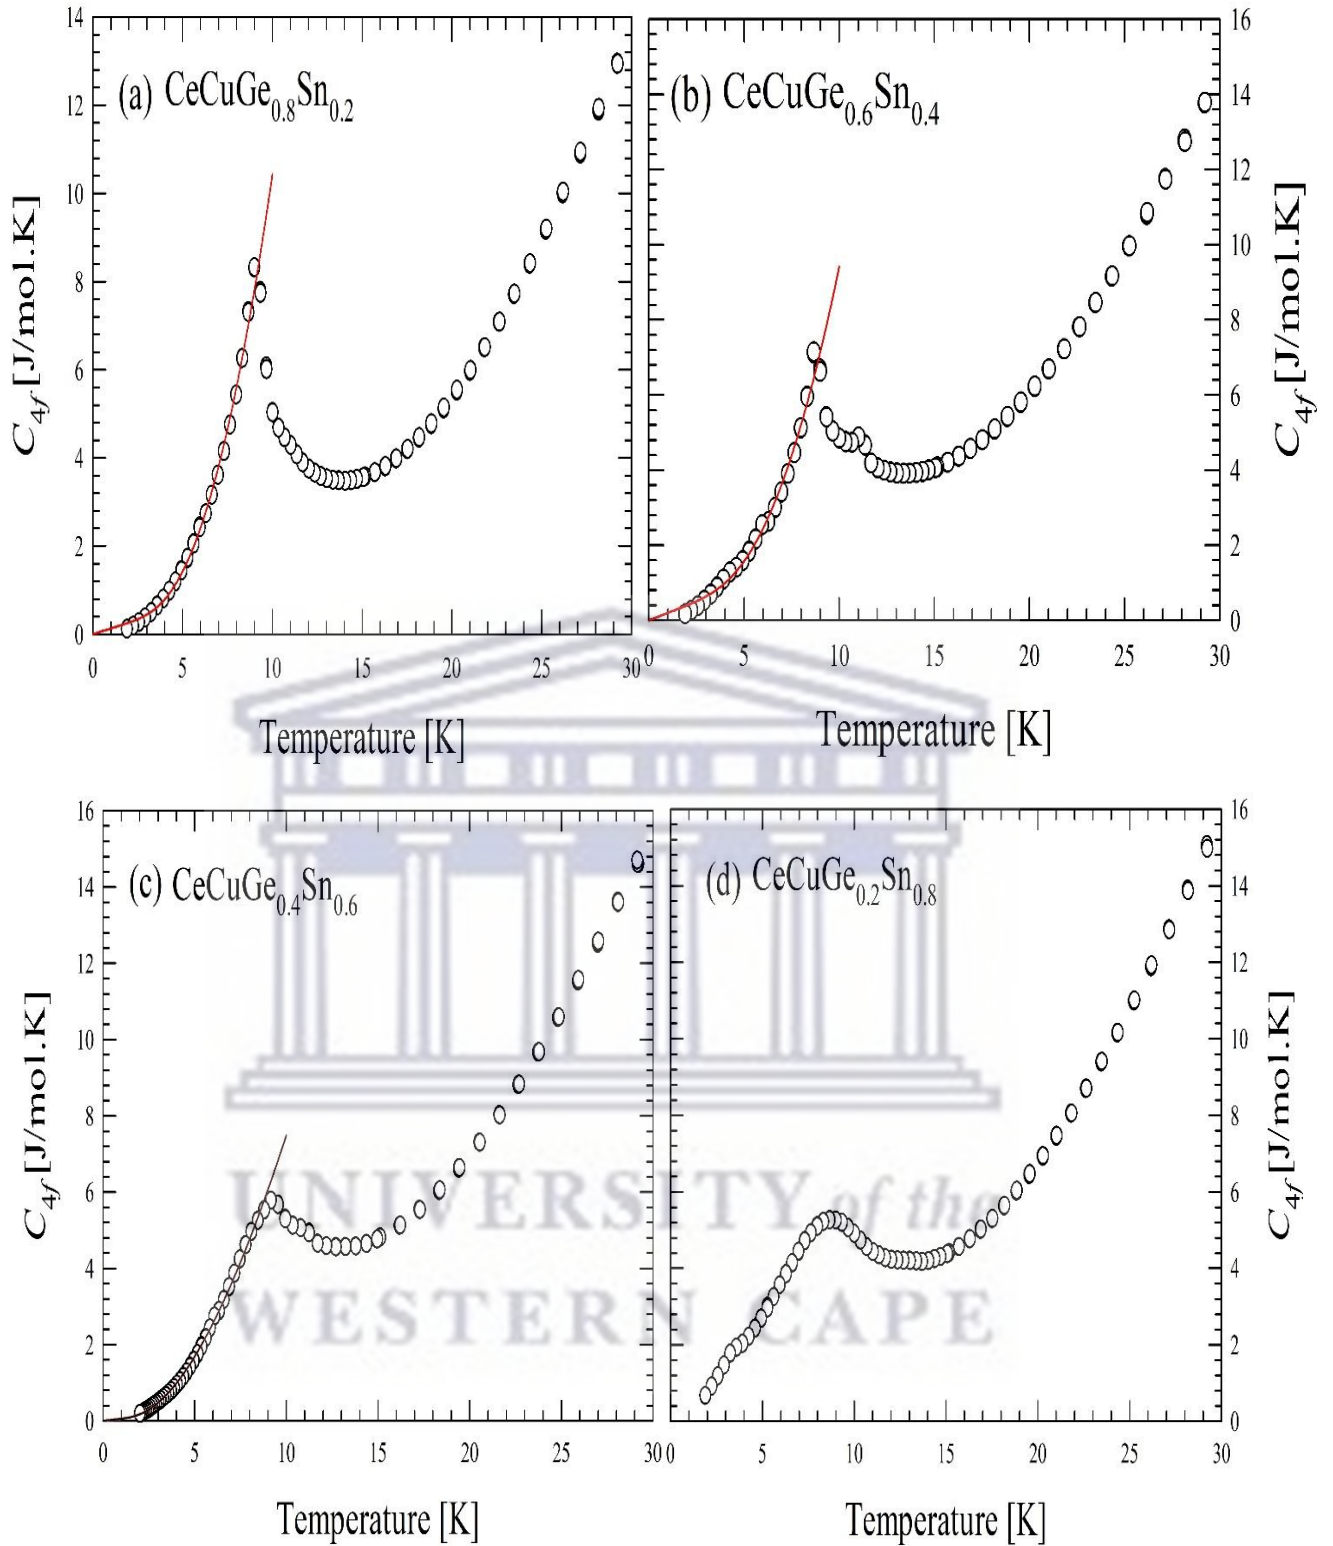 (a) CeCuGe0.8Sn0.2
C4f [J/mol.K]
14
12
10
8
6
4
2
0
0 5 10 15 20 25 30
Temperature [K]
(b) CeCuGe0.6Sn0.4
C4f [J/mol.K]
16
14
12
10
8
6
4
2
0
0 5 10 15 20 25 30
Temperature [K]
(c) CeCuGe0.4Sn0.6
C4f [J/mol.K]
16
14
12
10
8
6
4
2
0
0 5 10 15 20 25 30
Temperature [K]
(d) CeCuGe0.2Sn0.8
C4f [J/mol.K]
16
14
12
10
8
6
4
2
0
0 5 10 15 20 25 30
Temperature [K]
UNIVERSITY of the
WESTERN CAPE